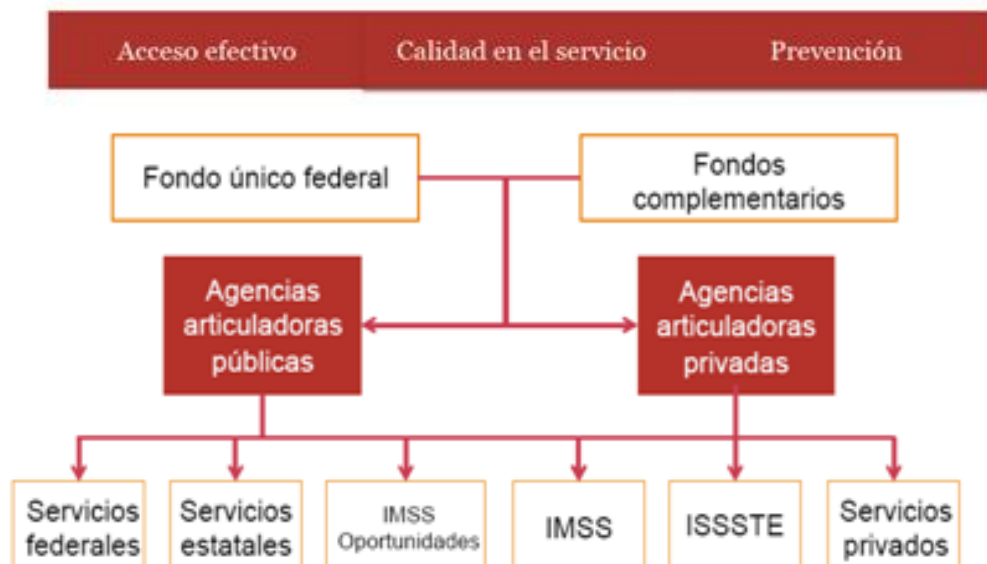 Acceso efectivo Calidad en el servicio Prevención
Fondo único federal
Fondos
complementarios
Agencias
articuladoras
públicas
Agencias
articuladoras
privadas
Servicios
federales
Servicios
estatales
IMSS
Oportunidades
IMSS
ISSSTE
Servicios
privados